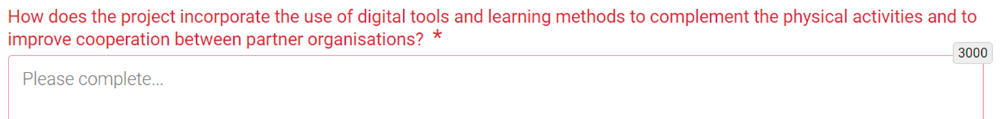 How does the project incorporate the use of digital tools and learning methods to complement the physical activities and to
improve cooperation between partner organisations? *
3000
Please complete...